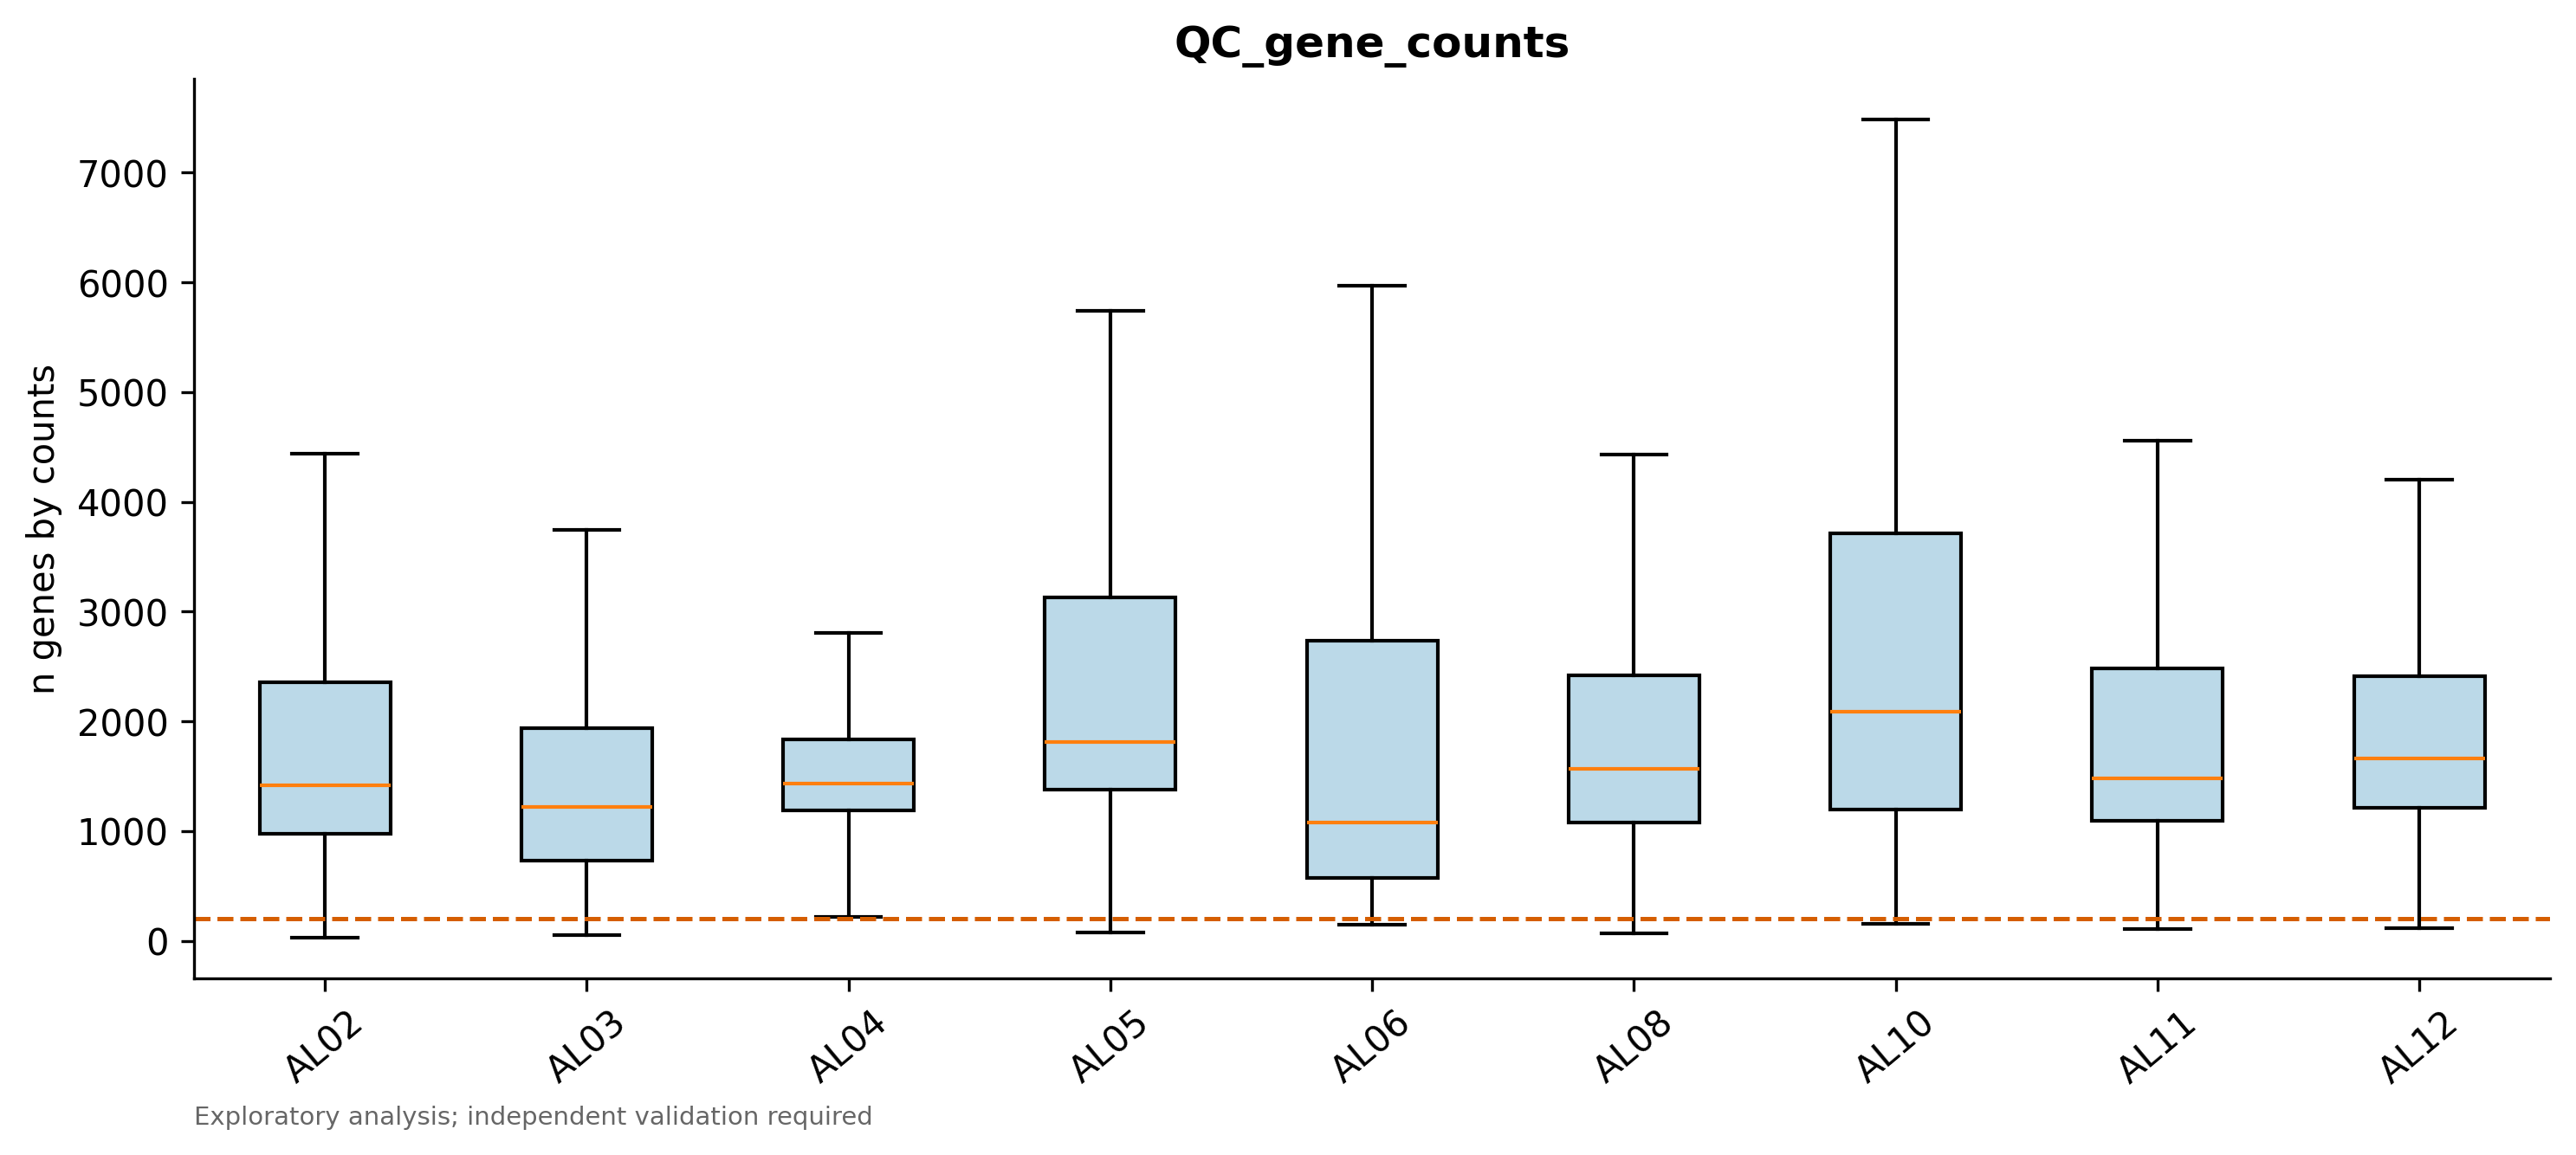 QC_gene_counts
n genes by counts
7000
6000
5000
4000
3000
2000
1000
0
AL02
AL03
AL04
AL05
AL06
AL08
AL10
AL11
AL12
Exploratory analysis; independent validation required